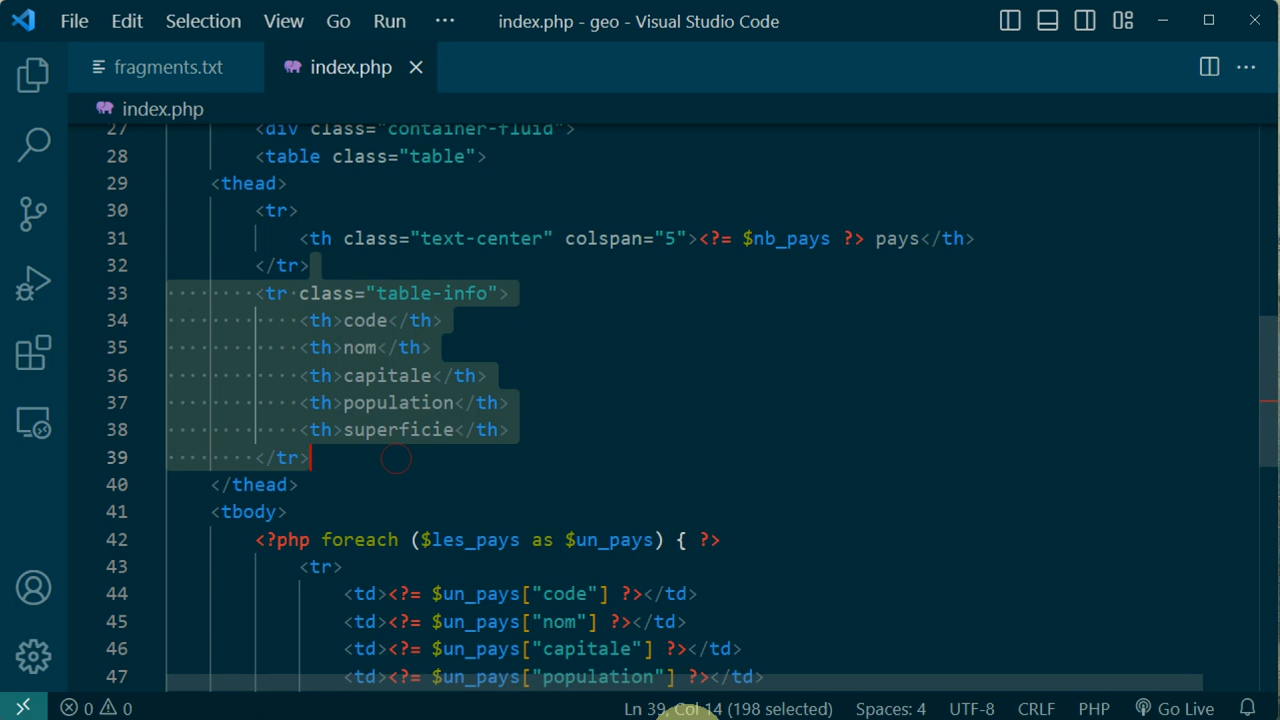 File Edit Selection View Go Run ··· index.php - geo - Visual Studio Code
fragments.txt index.php
index.php
27 <div class="container-fluid">
28 <table class="table">
29 <thead>
30 <tr>
31 <th class="text-center" colspan="5"><?= $nb_pays ?> pays</th>
32 </tr>
33 <tr class="table-info">
34 <th>code</th>
35 <th>nom</th>
36 <th>capitale</th>
37 <th>population</th>
38 <th>superficie</th>
39 </tr>
40 </thead>
41 <tbody>
42 <?php foreach ($les_pays as $un_pays) { ?>
43 <tr>
44 <td><?= $un_pays["code"] ?></td>
45 <td><?= $un_pays["nom"] ?></td>
46 <td><?= $un_pays["capitale"] ?></td>
47 <td><?= $un_pays["population"] ?></td>
0 0 Ln 39, Col 14 (198 selected) Spaces: 4 UTF-8 CRLF PHP Go Live